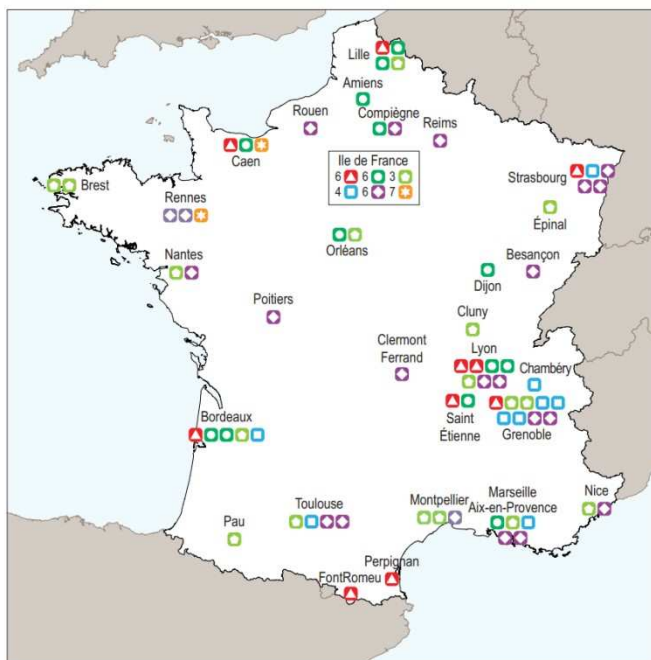 Lille
Amiens
Rouen
Compiègne
Reims
Caen
Ile de France
6 6 3
4 6 7
Strasbourg
Brest
Rennes
Épinal
Orléans
Nantes
Besançon
Dijon
Poitiers
Cluny
Clermont
Ferrand
Lyon
Chambéry
Saint
Étienne
Grenoble
Bordeaux
Toulouse
Montpellier
Marseille
Aix-en-Provence
Nice
Pau
Perpignan
FontRomeu